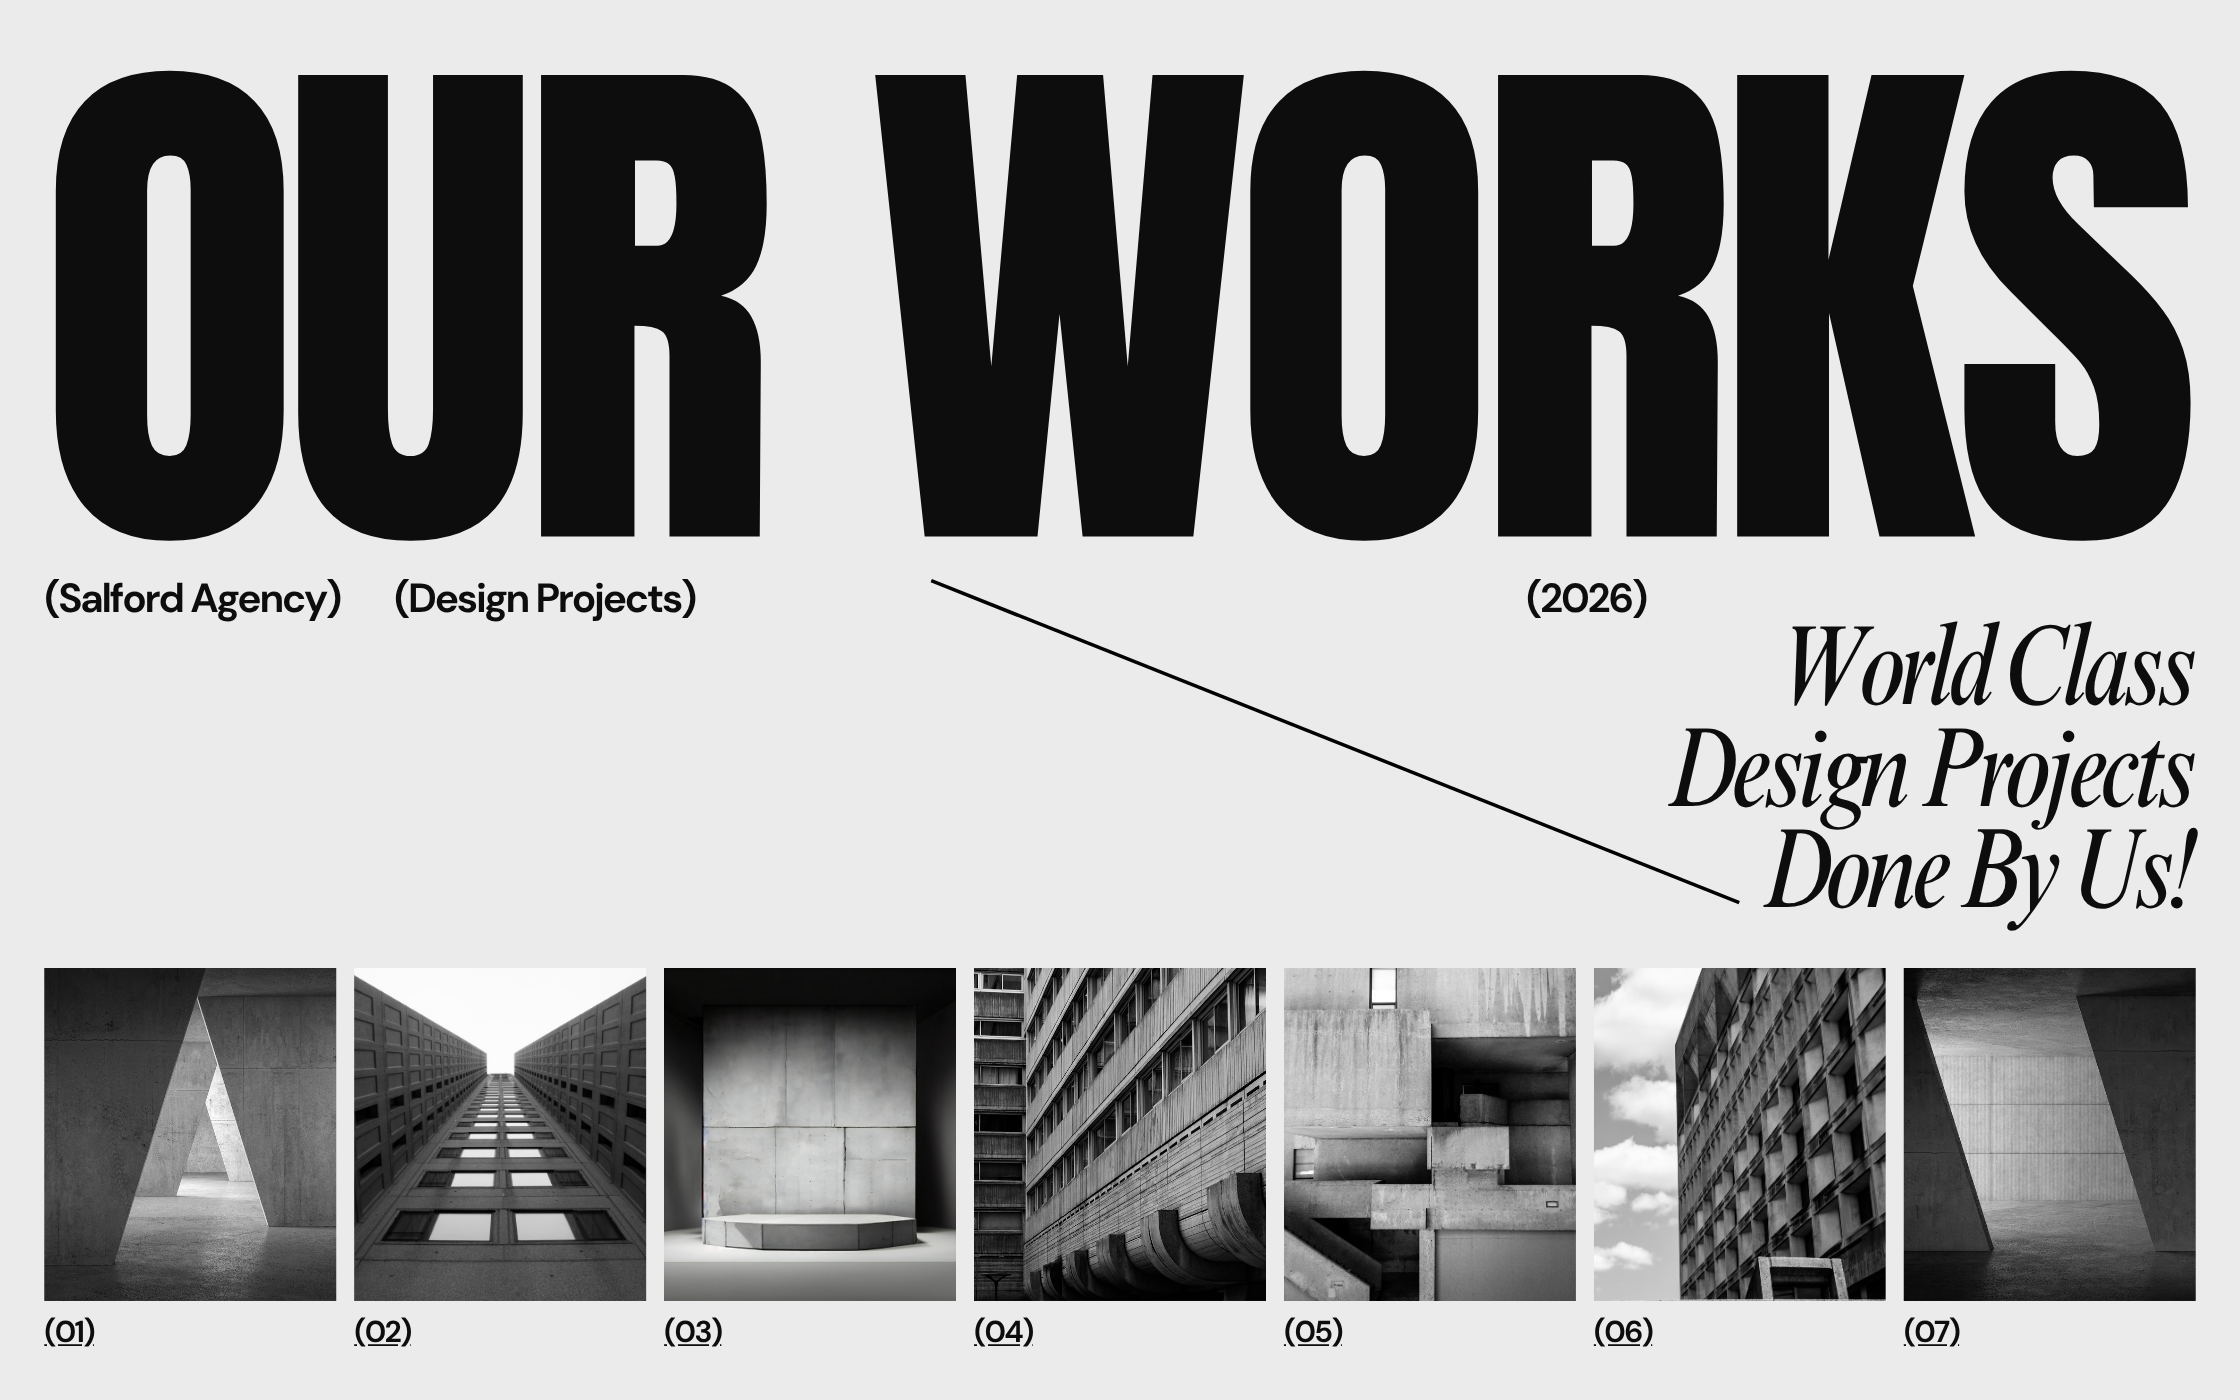 OUR WORKS
(Salford Agency) (Design Projects) (2026)
World Class
Design Projects
Done By Us!
(01) (02) (03) (04) (05) (06) (07)